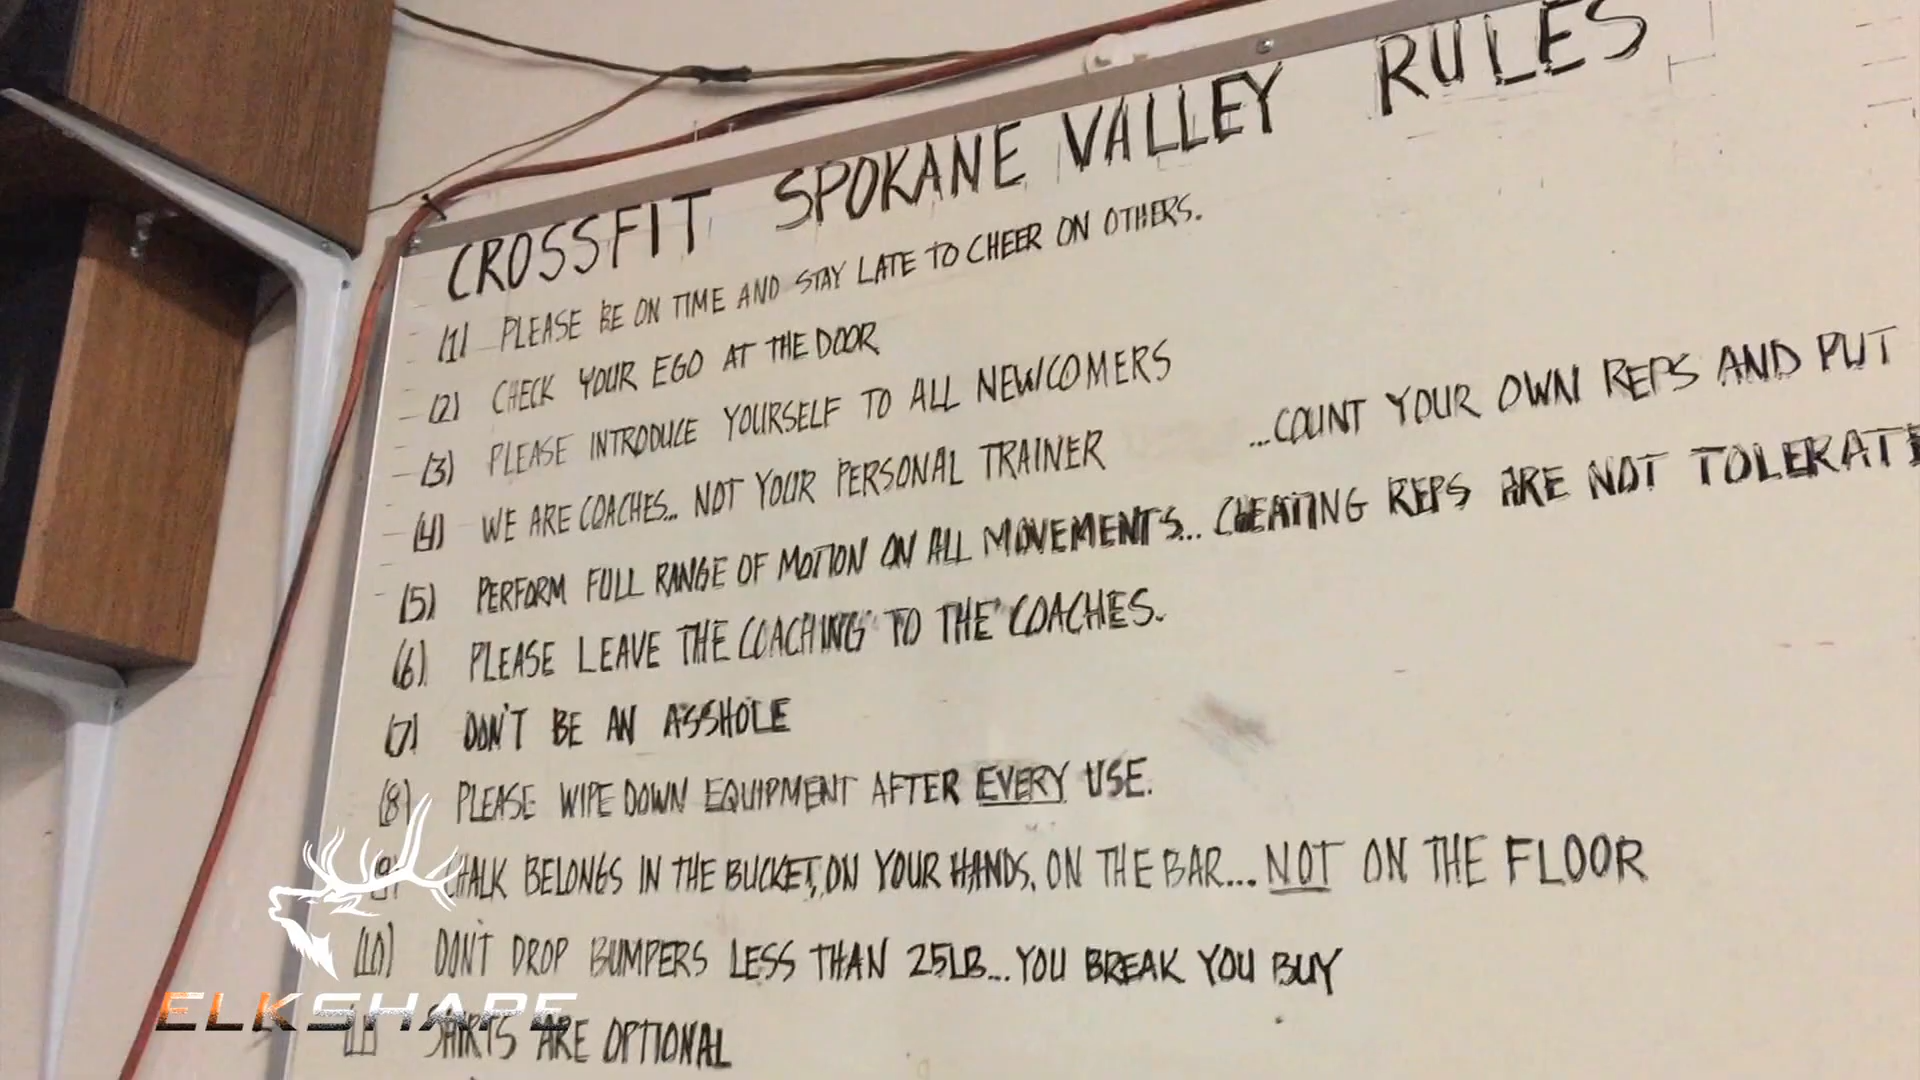 CROSSFIT SPOKANE VALLEY RULES
(1) PLEASE BE ON TIME AND STAY LATE TO CHEER ON OTHERS.
(2) CHECK YOUR EGO AT THE DOOR
(3) PLEASE INTRODUCE YOURSELF TO ALL NEWCOMERS
(4) WE ARE COACHES... NOT YOUR PERSONAL TRAINER ...COUNT YOUR OWN REPS AND PUT
(5) PERFORM FULL RANGE OF MOTION ON ALL MOVEMENTS... CHEATING REPS ARE NOT TOLERATE
(6) PLEASE LEAVE THE "COACHING" TO THE COACHES.
(7) DON'T BE AN ASSHOLE
(8) PLEASE WIPE DOWN EQUIPMENT AFTER EVERY USE.
(9) CHALK BELONGS IN THE BUCKET, ON YOUR HANDS, ON THE BAR... NOT ON THE FLOOR
(10) DON'T DROP BUMPERS LESS THAN 25LB... YOU BREAK YOU BUY
(11) SHIRTS ARE OPTIONAL
ELKSHAPE